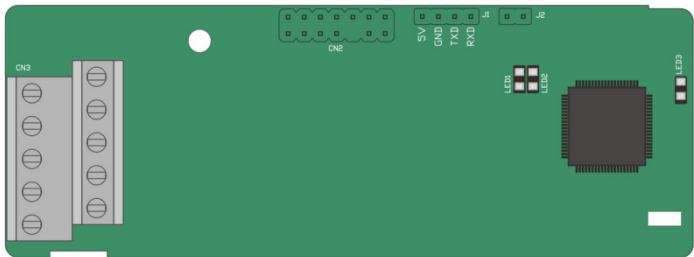 J1
J2
5V
GND
TXD
RXD
CN2
CN3
LED1
LED2
LED3